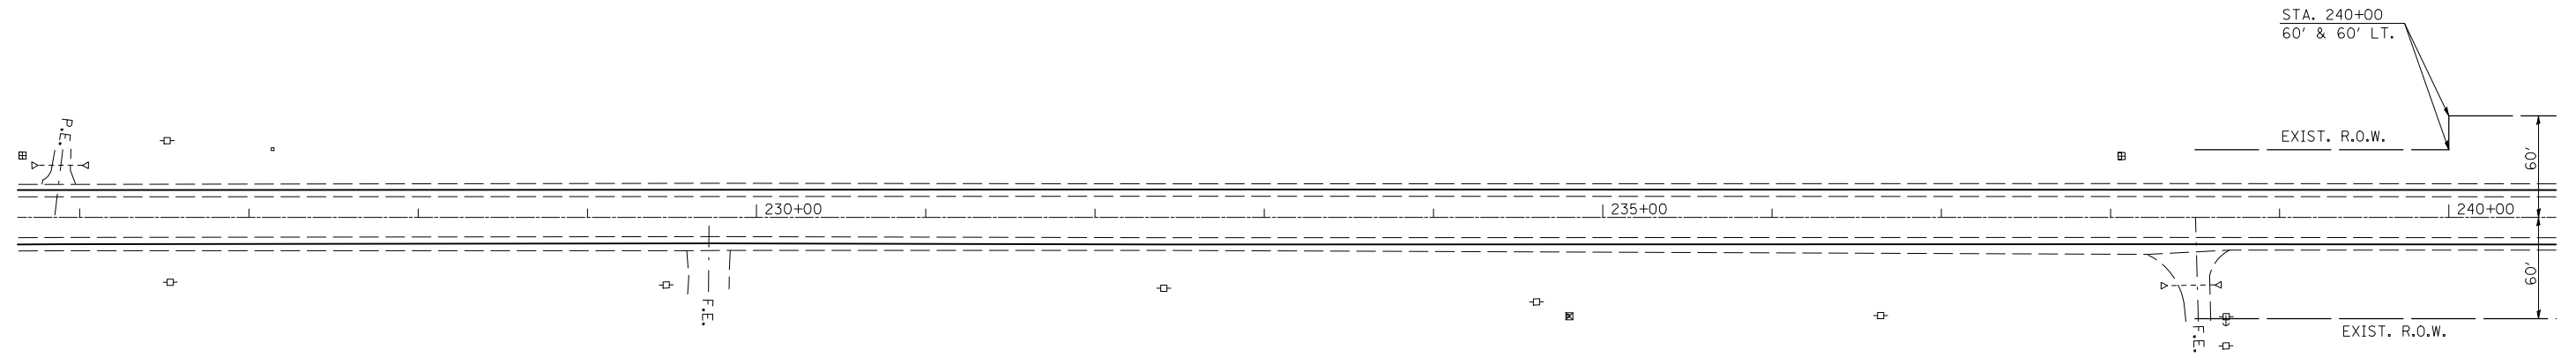 STA. 240+00
60' & 60' LT.
P.E.
EXIST. R.O.W.
60'
230+00
235+00
240+00
60'
F.E.
F.E.
EXIST. R.O.W.